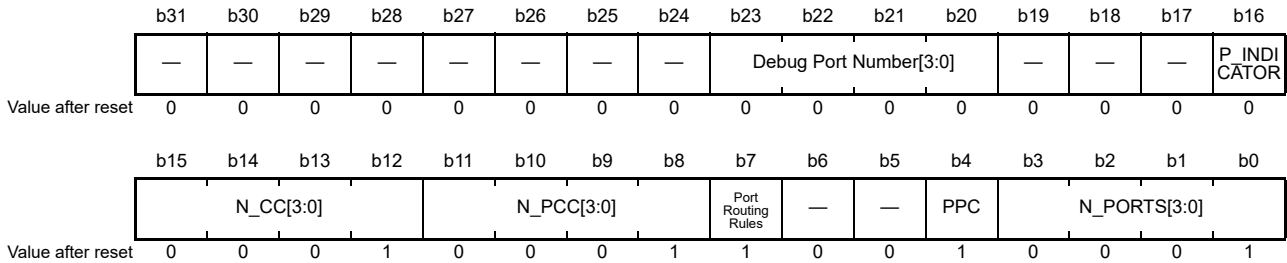 b31 b30 b29 b28 b27 b26 b25 b24 b23 b22 b21 b20 b19 b18 b17 b16
— — — — — — — — Debug Port Number[3:0] — — — P_INDI
CATOR
Value after reset 0 0 0 0 0 0 0 0 0 0 0 0 0 0 0 0
b15 b14 b13 b12 b11 b10 b9 b8 b7 b6 b5 b4 b3 b2 b1 b0
N_CC[3:0] N_PCC[3:0] Port
Routing
Rules — — PPC N_PORTS[3:0]
Value after reset 0 0 0 1 0 0 0 1 1 0 0 1 0 0 0 1